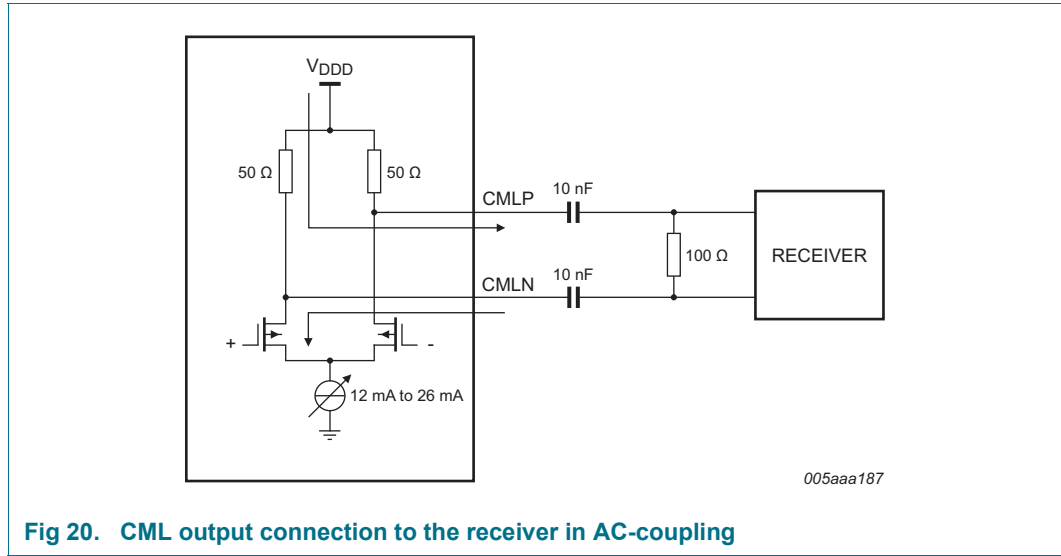 VDDD
50 Ω
50 Ω
CMLP
10 nF
100 Ω
RECEIVER
CMLN
10 nF
+
-
12 mA to 26 mA
005aaa187
Fig 20. CML output connection to the receiver in AC-coupling